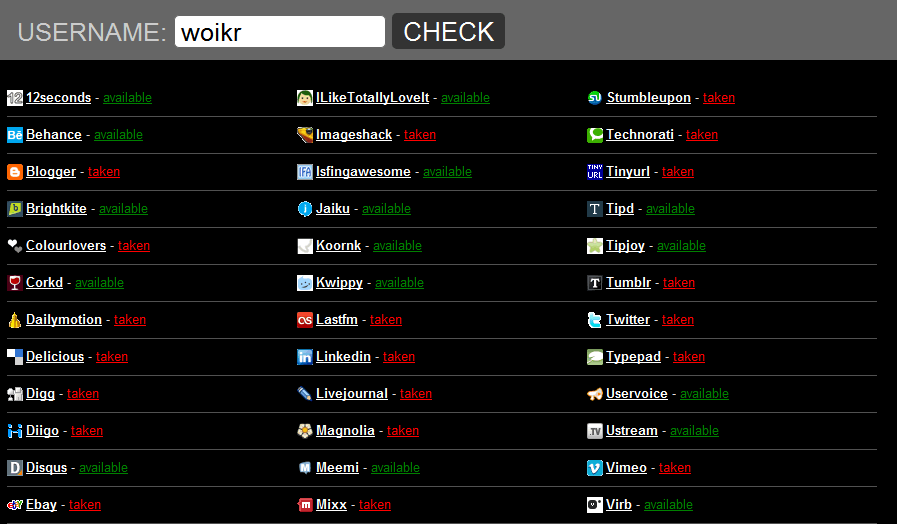 USERNAME: woikr CHECK
12seconds - available ILikeTotallyLoveIt - available Stumbleupon - taken
Behance - available Imageshack - taken Technorati - taken
Blogger - taken Isfingawesome - available Tinyurl - taken
Brightkite - available Jaiku - available Tipd - available
Colourlovers - taken Koornk - available Tipjoy - available
Corkd - available Kwippy - available Tumblr - taken
Dailymotion - taken Lastfm - taken Twitter - taken
Delicious - taken Linkedin - taken Typepad - taken
Digg - taken Livejournal - taken Uservoice - available
Diigo - taken Magnolia - taken Ustream - available
Disqus - available Meemi - available Vimeo - taken
Ebay - taken Mixx - taken Virb - available